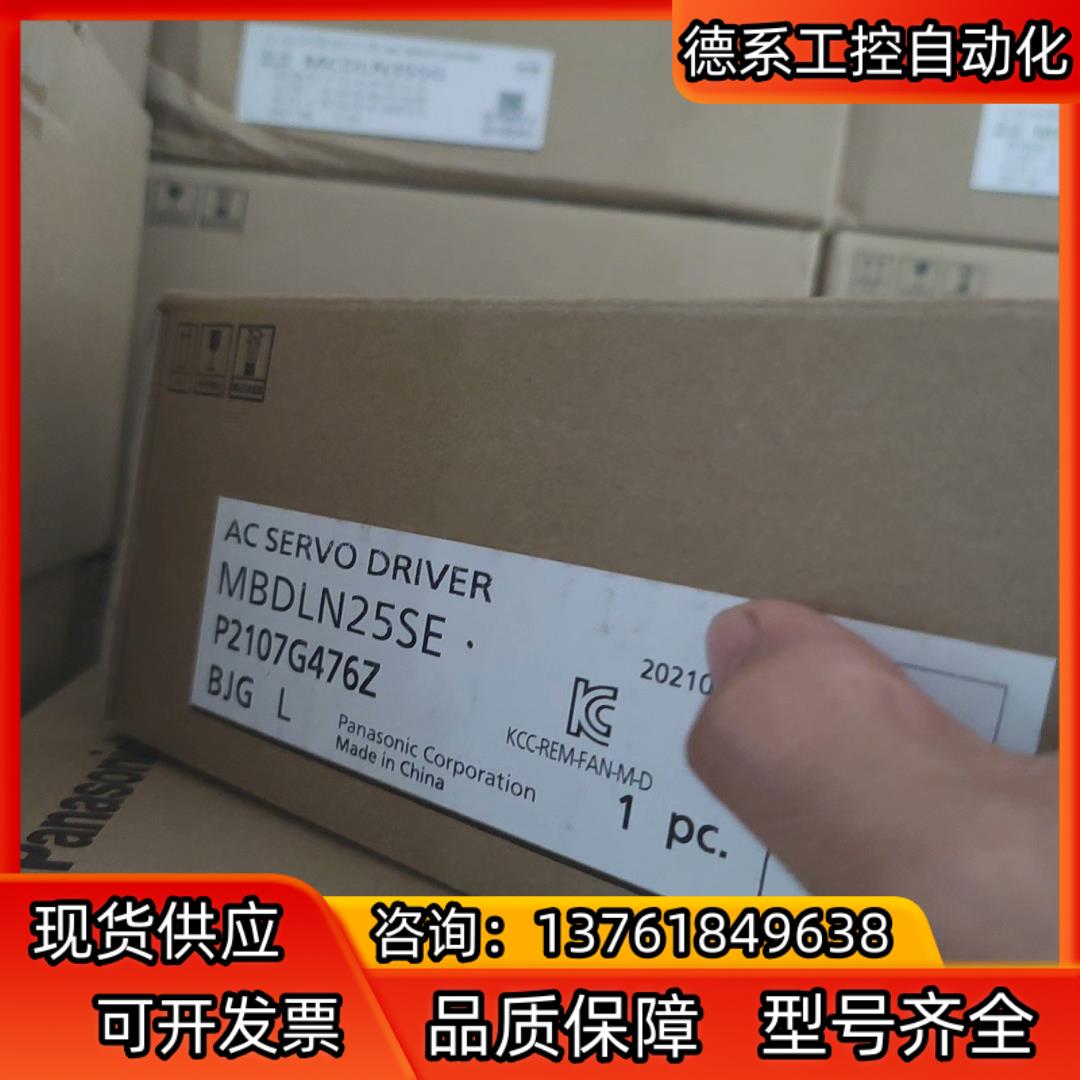 德系工控自动化
MCDLN35SG
AC SERVO DRIVER
MBDLN25SE
P2107G476Z
BJG L
20210
KCC-REM-FAN-M-D
Panasonic Corporation
Made in China
1 pc.
Panasonic
现货供应
咨询：13761849638
可开发票
品质保障
型号齐全